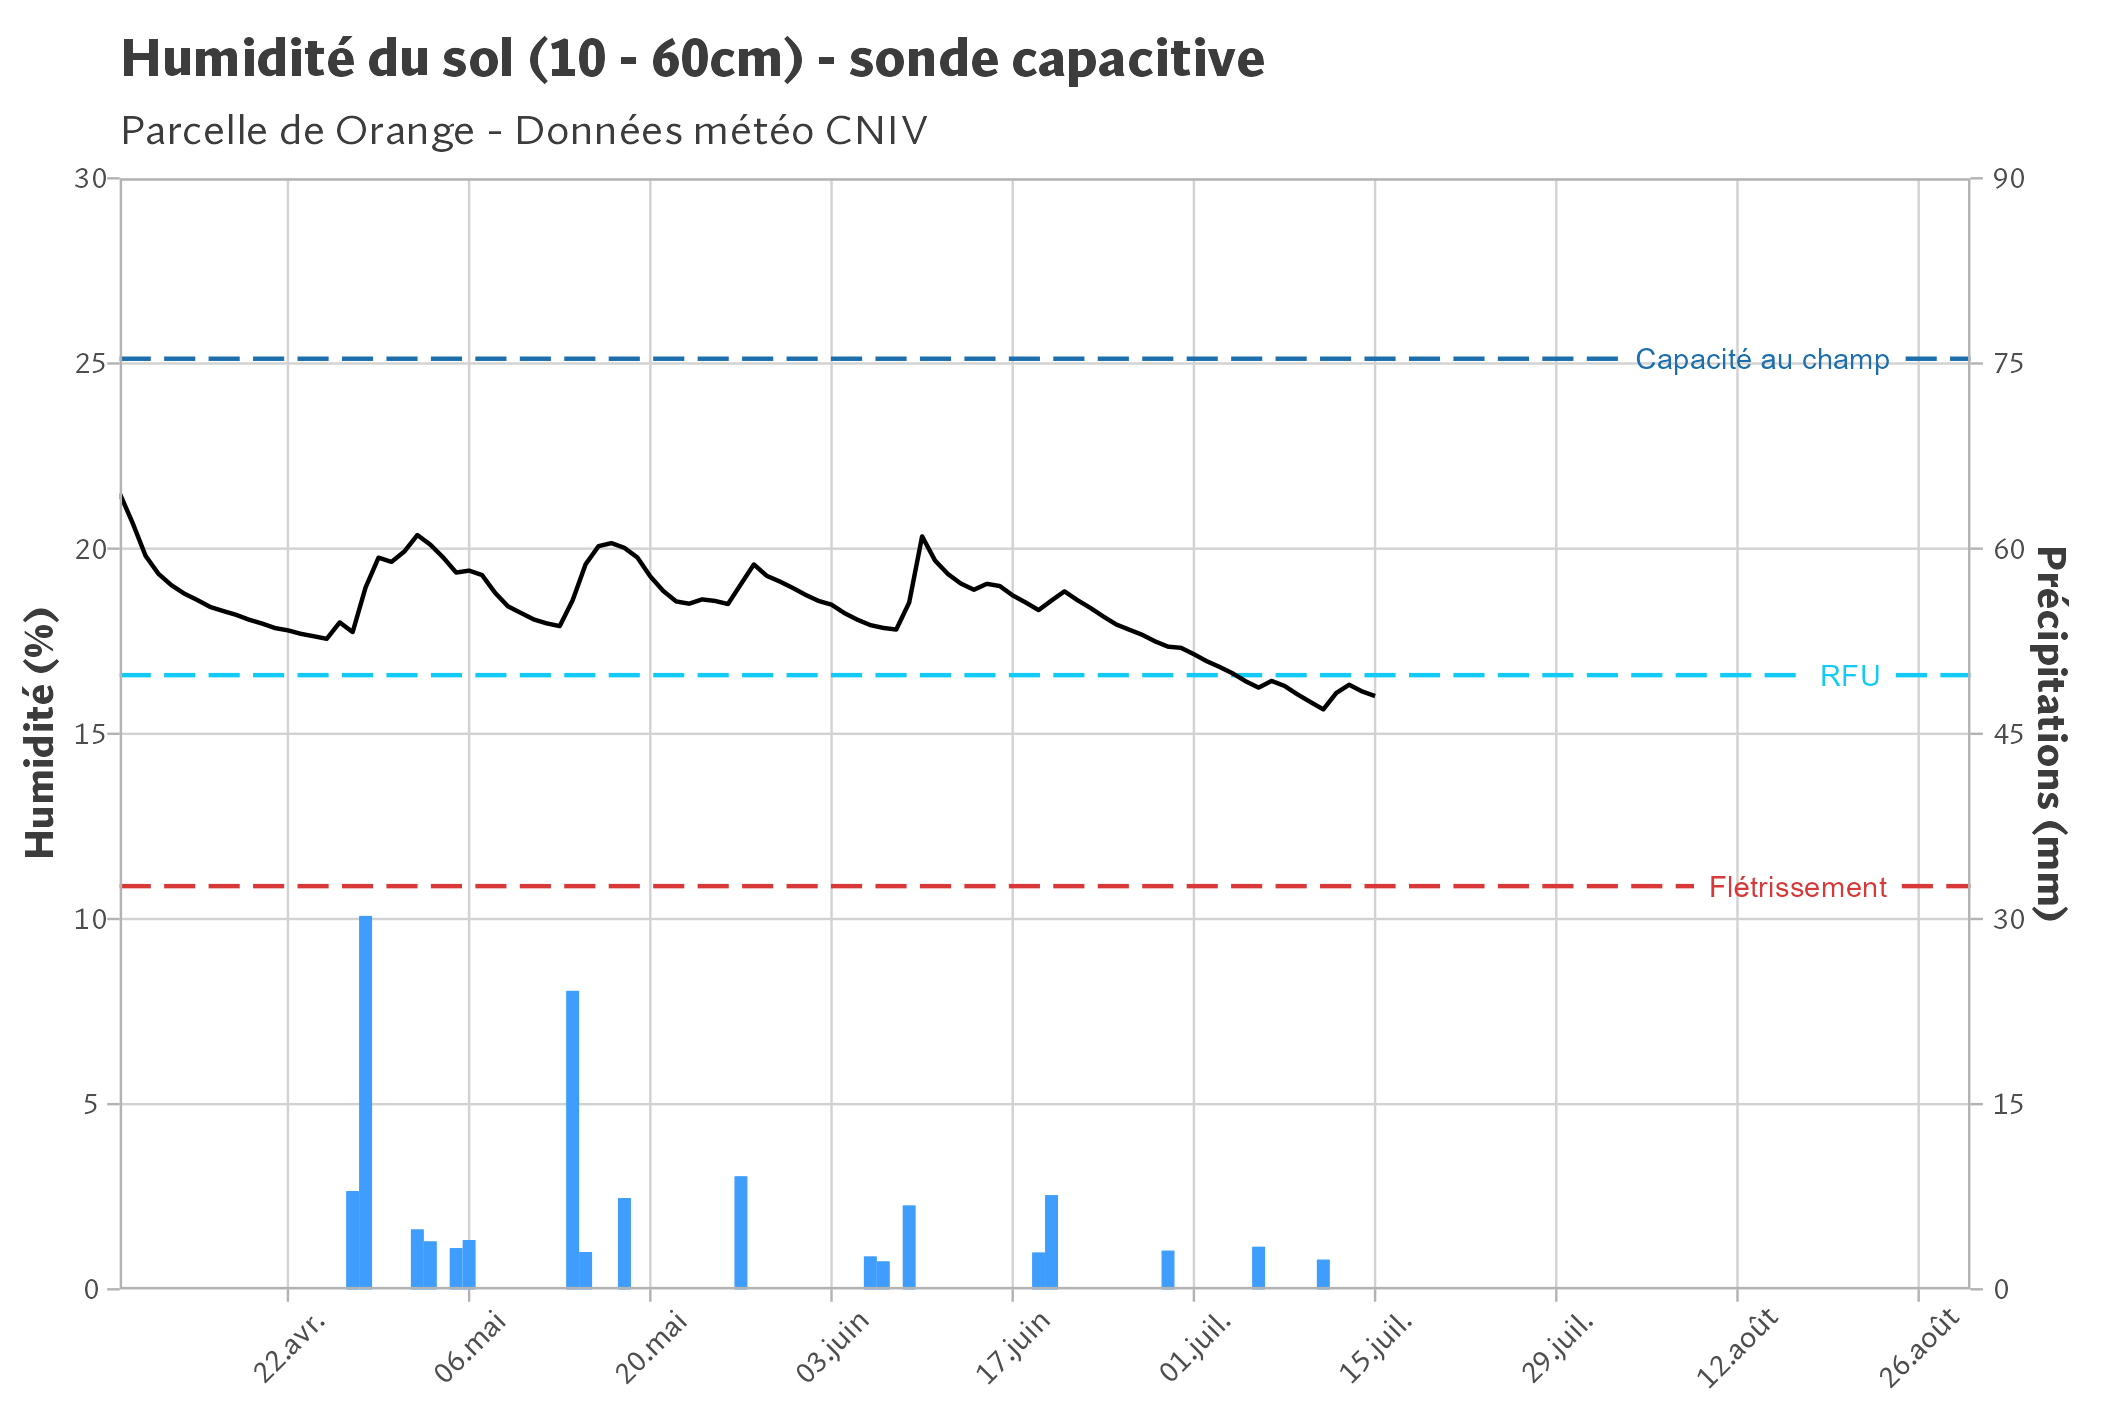 Humidité du sol (10 - 60cm) - sonde capacitive
Parcelle de Orange - Données météo CNIV
30
25
20
15
10
5
0
90
75
60
45
30
15
0
Humidité (%)
Précipitations (mm)
Capacité au champ
RFU
Flétrissement
22.avr.
06.mai
20.mai
03.juin
17.juin
01.juil.
15.juil.
29.juil.
12.août
26.août